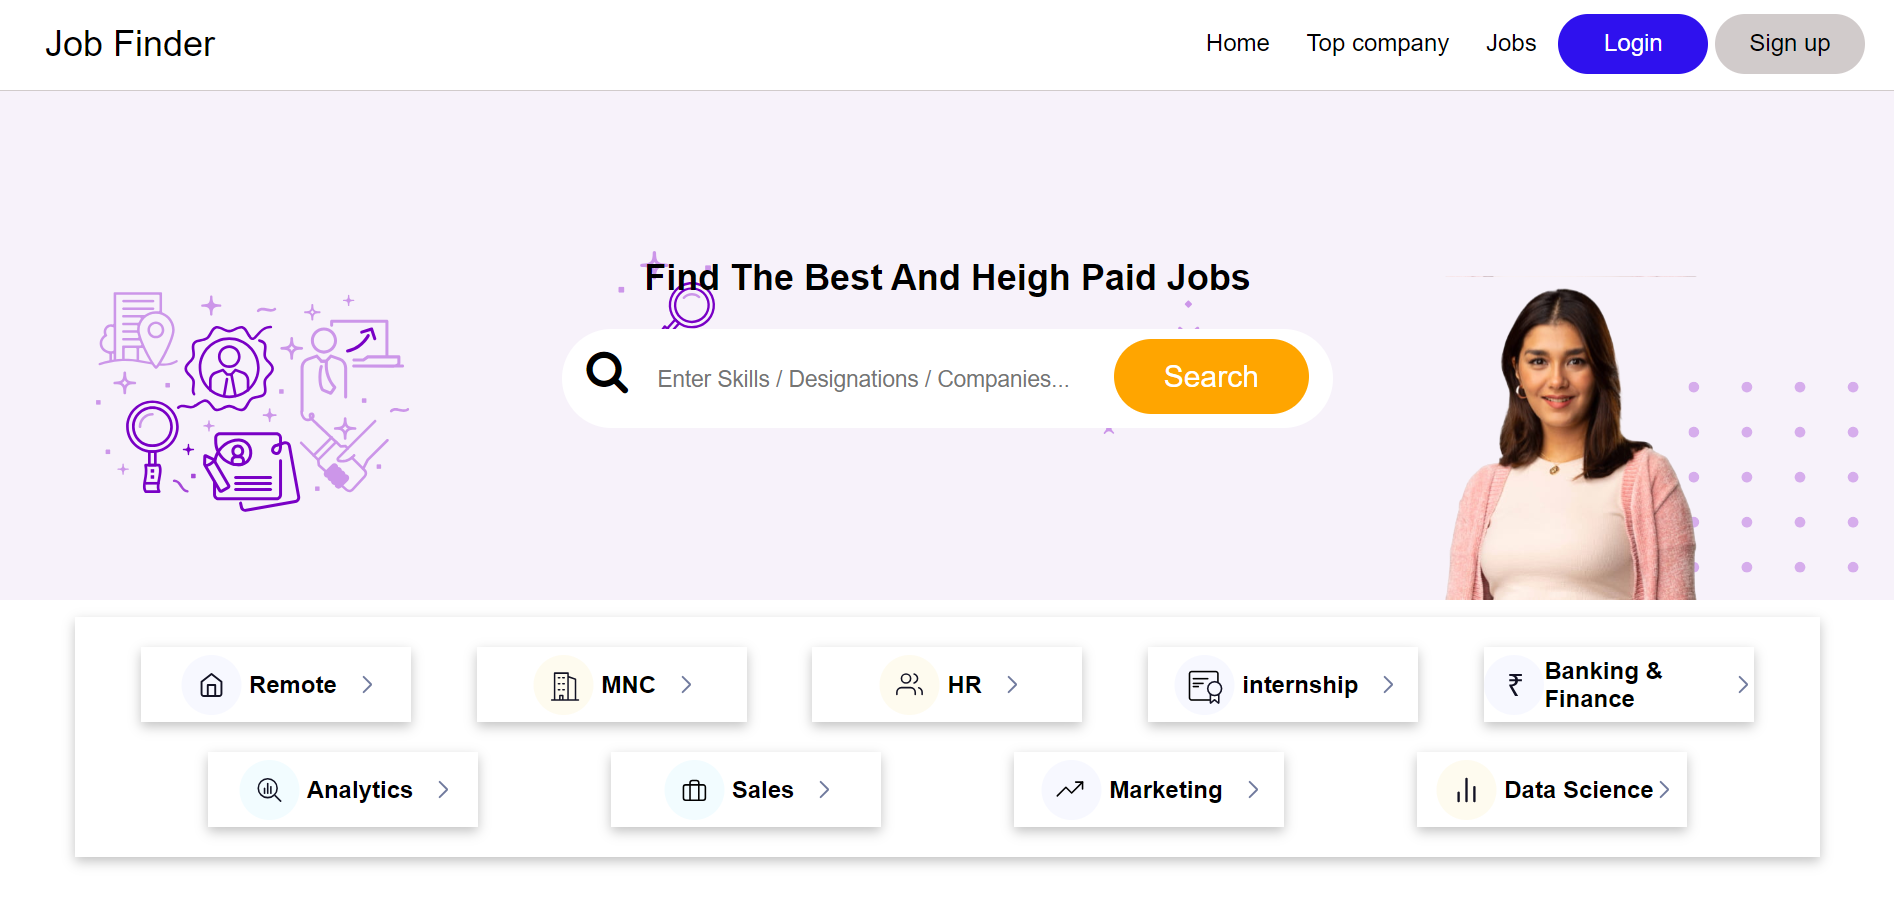 Job Finder
Home Top company Jobs Login Sign up
Find The Best And Heigh Paid Jobs
Enter Skills / Designations / Companies... Search
Remote MNC HR internship ₹ Banking &
Finance
Analytics Sales Marketing Data Science